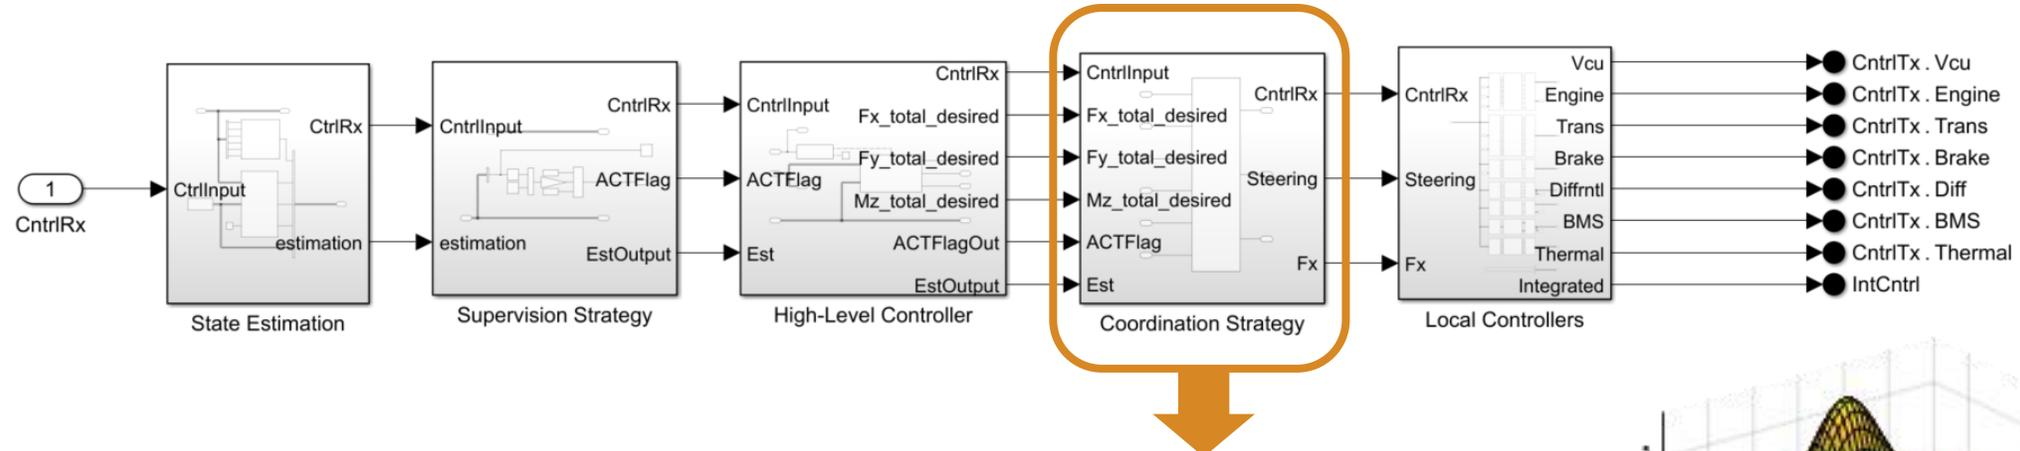 1
CntrlRx
CtrlInput
CtrlRx
estimation
State Estimation
CntrlInput
estimation
CntrlRx
ACTFlag
EstOutput
Supervision Strategy
CntrlInput
ACTFlag
Est
CntrlRx
Fx_total_desired
Fy_total_desired
Mz_total_desired
ACTFlagOut
EstOutput
High-Level Controller
CntrlInput
Fx_total_desired
Fy_total_desired
Mz_total_desired
ACTFlag
Est
CntrlRx
Steering
Fx
Coordination Strategy
CntrlRx
Steering
Fx
Vcu
Engine
Trans
Brake
Diffrntl
BMS
Thermal
Integrated
Local Controllers
CntrlTx . Vcu
CntrlTx . Engine
CntrlTx . Trans
CntrlTx . Brake
CntrlTx . Diff
CntrlTx . BMS
CntrlTx . Thermal
IntCntrl